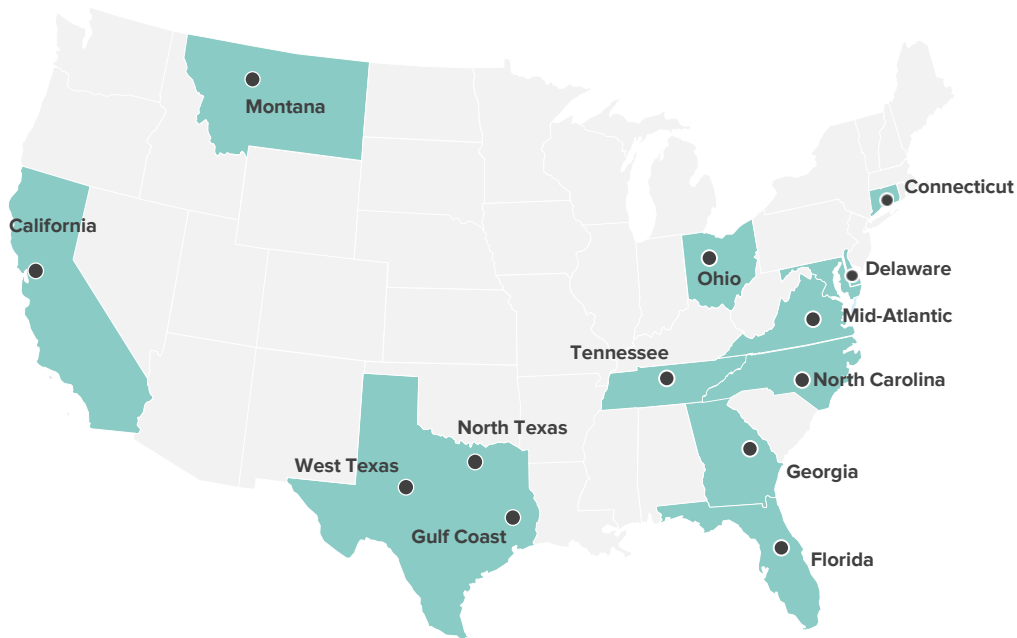 Montana
Connecticut
California
Delaware
Ohio
Mid-Atlantic
Tennessee
North Carolina
North Texas
West Texas
Georgia
Gulf Coast
Florida